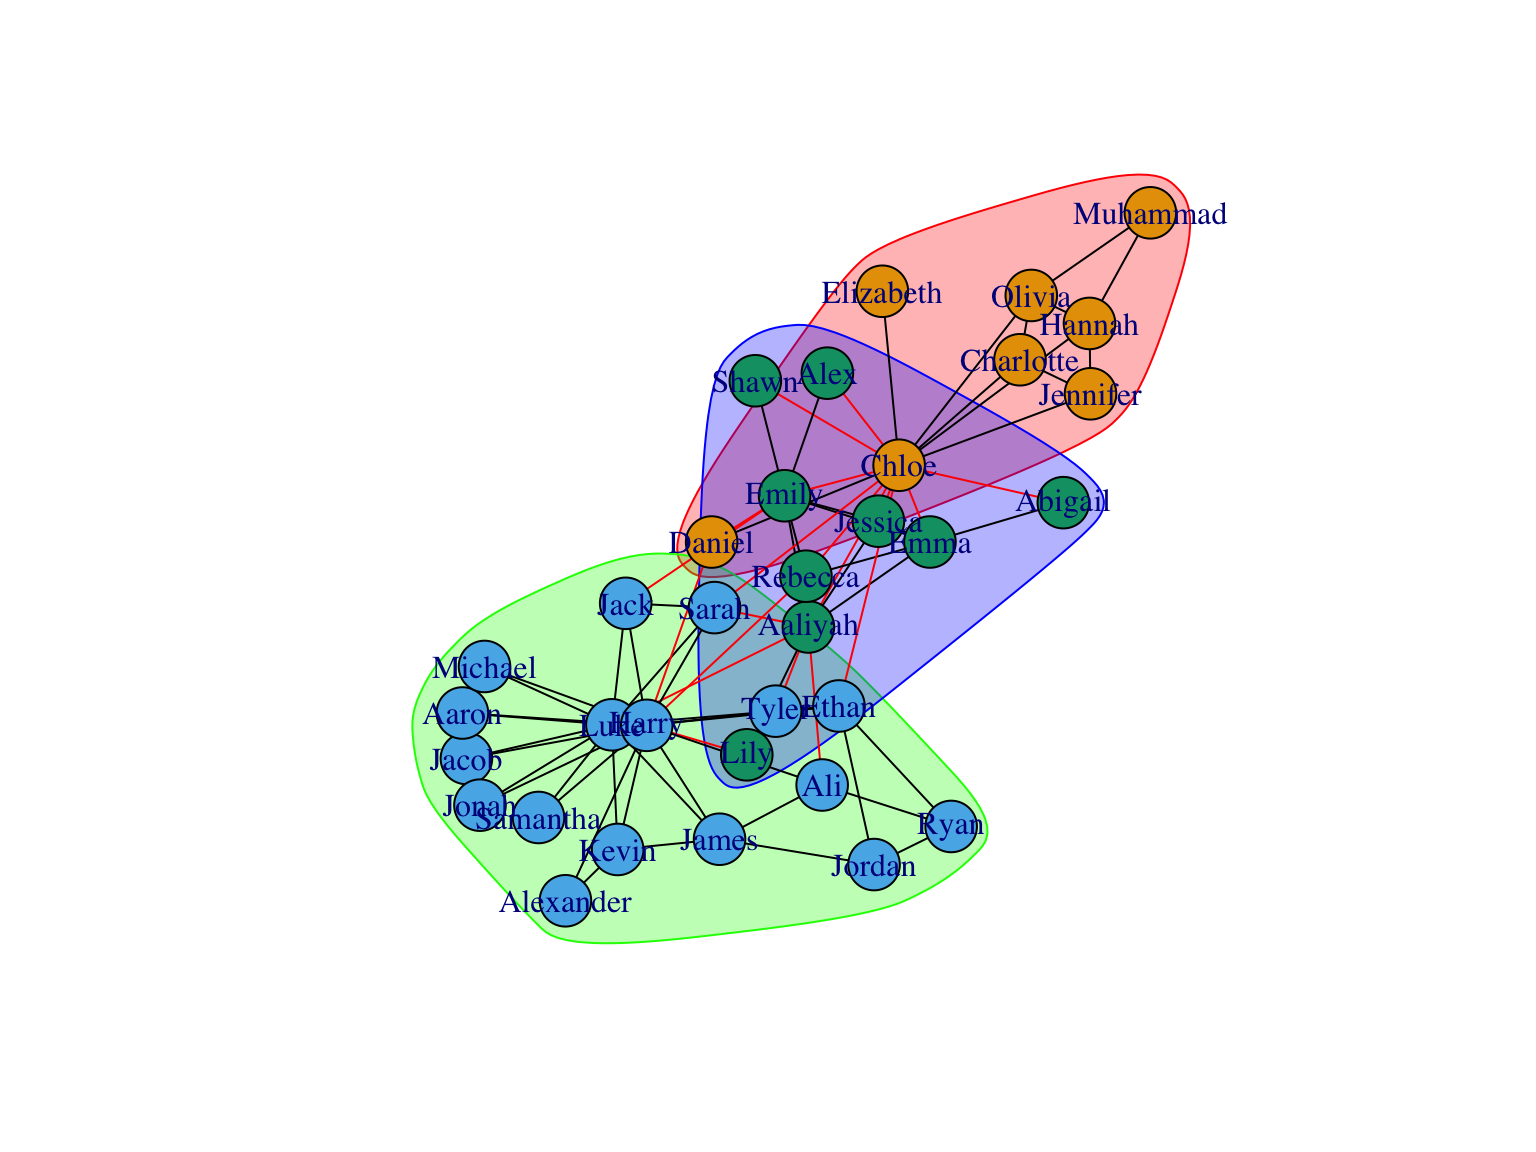 Muhammad
Elizabeth
Olivia
Hannah
Charlotte
Shawn
Alex
Jennifer
Chloe
Emily
Abigail
Jessica
Daniel
Emma
Rebecca
Jack
Sarah
Aaliyah
Michael
Aaron
Tyler
Ethan
Luke
Harry
Jacob
Lily
Ali
Jonah
Samantha
Ryan
James
Kevin
Jordan
Alexander